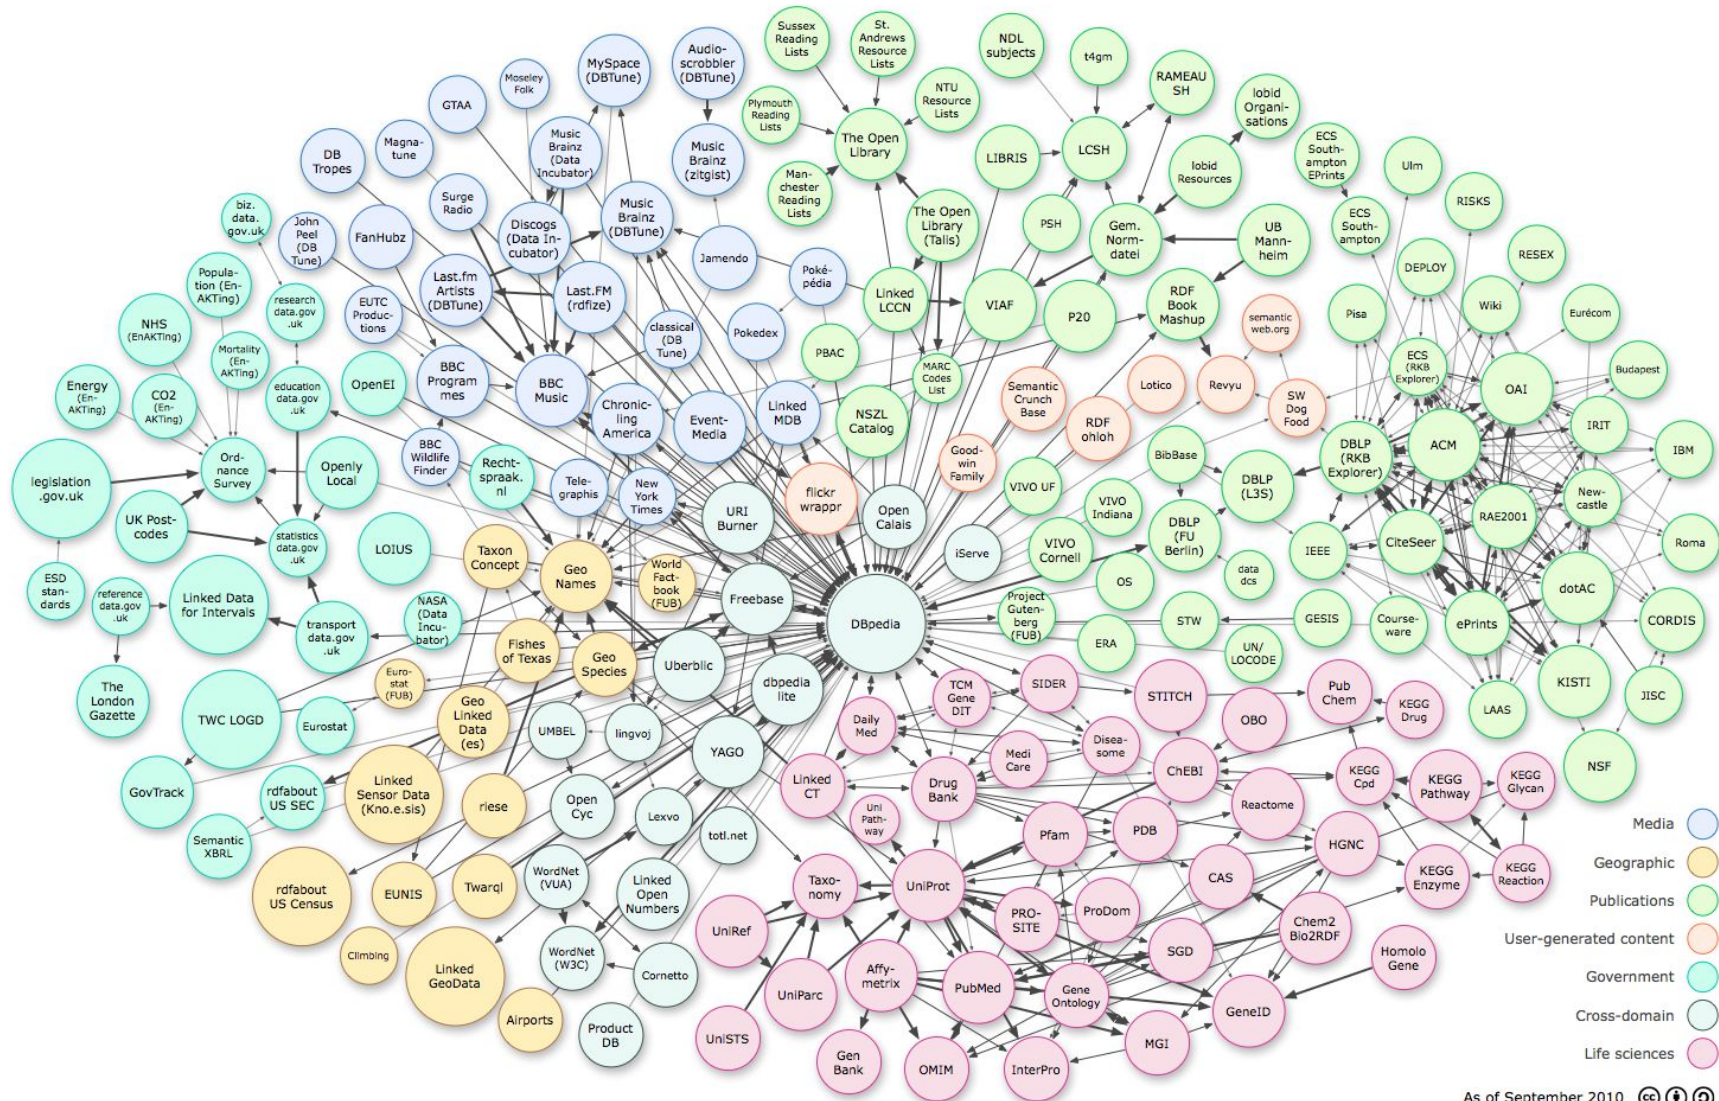 Sussex
Reading
Lists
St.
Andrews
Resource
Lists
NDL
subjects
t4gm
RAMEAU
SH
lobid
Organi-
sations
MySpace
(DBTune)
Audio-
scrobbler
(DBTune)
Moseley
Folk
GTAA
Plymouth
Reading
Lists
NTU
Resource
Lists
The Open
Library
LIBRIS
LCSH
lobid
Resources
ECS
South-
ampton
EPrints
Ulm
DB
Tropes
Magna-
tune
Music
Brainz
(Data
Incubator)
Music
Brainz
(zitgist)
Man-
chester
Reading
Lists
RISKS
biz.
data.
gov.uk
John
Peel
(DB
Tune)
FanHubz
Surge
Radio
Discogs
(Data In-
cubator)
Music
Brainz
(DBTune)
The Open
Library
(Talis)
PSH
Gem.
Norm-
datei
UB
Mann-
heim
ECS
South-
ampton
RESEX
Popula-
tion (En-
AKTing)
Last.fm
Artists
(DBTune)
Last.FM
(rdfize)
Jamendo
Poké-
pédia
Linked
LCCN
VIAF
P20
RDF
Book
Mashup
DEPLOY
Wiki
Eurécom
NHS
(EnAKTing)
research
data.gov
.uk
EUTC
Produc-
tions
classical
(DB
Tune)
Pokedex
PBAC
semantic
web.org
Pisa
Mortality
(En-
AKTing)
BBC
Program
mes
MARC
Codes
List
ECS
(RKB
Explorer)
OAI
Budapest
Energy
(En-
AKTing)
CO2
(En-
AKTing)
education
data.gov
.uk
OpenEI
BBC
Music
Chronic-
ling
America
Event-
Media
Linked
MDB
NSZL
Catalog
Semantic
Crunch
Base
RDF
ohloh
Lotico
Revyu
SW
Dog
Food
DBLP
(RKB
Explorer)
ACM
IRIT
IBM
legislation
.gov.uk
Ord-
nance
Survey
Openly
Local
BBC
Wildlife
Finder
Recht-
spraak.
nl
Tele-
graphis
New
York
Times
URI
Burner
flickr
wrappr
Open
Calais
Good-
win
Family
VIVO UF
VIVO
Indiana
BibBase
DBLP
(L3S)
New-
castle
UK Post-
codes
statistics
data.gov
.uk
LOIUS
Taxon
Concept
Geo
Names
World
Fact-
book
(FUB)
Freebase
iServe
VIVO
Cornell
DBLP
(FU
Berlin)
IEEE
CiteSeer
RAE2001
Roma
ESD
stan-
dards
reference
data.gov
.uk
Linked Data
for Intervals
transport
data.gov
.uk
NASA
(Data
Incu-
bator)
Fishes
of Texas
Geo
Species
Uberblic
dbpedia
lite
DBpedia
Project
Guten-
berg
(FUB)
OS
data
dcs
ERA
STW
UN/
LOCODE
GESIS
Course-
ware
ePrints
dotAC
CORDIS
The
London
Gazette
TWC LOGD
Eurostat
Euro-
stat
(FUB)
Geo
Linked
Data
(es)
UMBEL
lingvoj
YAGO
Daily
Med
TCM
Gene
DIT
SIDER
STITCH
Pub
Chem
KEGG
Drug
LAAS
KISTI
JISC
NSF
GovTrack
rdfabout
US SEC
Linked
Sensor Data
(Kno.e.sis)
riese
Open
Cyc
Lexvo
totl.net
Linked
CT
Drug
Bank
Medi
Care
Disea-
some
OBO
ChEBI
KEGG
Cpd
KEGG
Pathway
KEGG
Glycan
Semantic
XBRL
rdfabout
US Census
EUNIS
Twarql
WordNet
(VUA)
Linked
Open
Numbers
Uni
Path-
way
Pfam
PDB
Reactome
HGNC
KEGG
Enzyme
KEGG
Reaction
Taxo-
nomy
UniProt
CAS
Climbing
Linked
GeoData
Airports
WordNet
(W3C)
Cornetto
Product
DB
UniRef
UniParc
UniSTS
Affy-
metrix
PRO-
SITE
ProDom
SGD
Chem2
Bio2RDF
Homolo
Gene
PubMed
Gene
Ontology
GeneID
Gen
Bank
OMIM
InterPro
MGI
Media
Geographic
Publications
User-generated content
Government
Cross-domain
Life sciences
As of September 2010